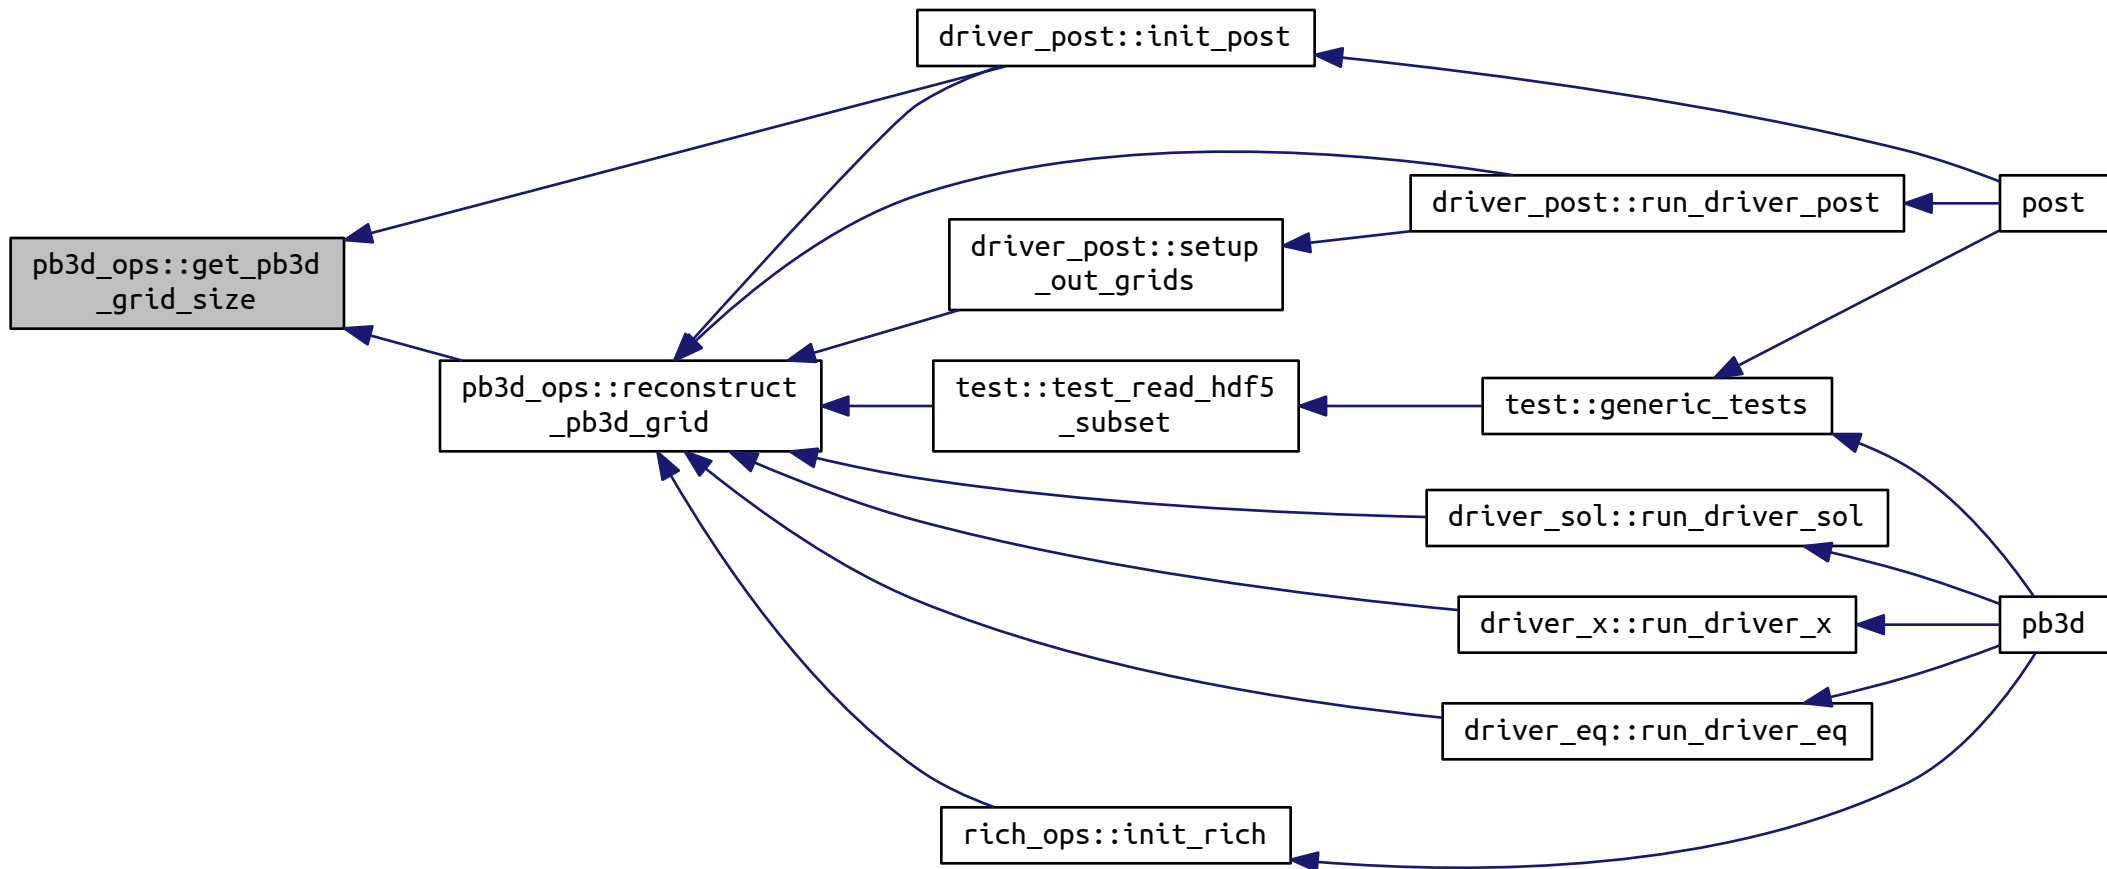 driver_post::init_post
driver_post::run_driver_post
post
driver_post::setup
_out_grids
pb3d_ops::get_pb3d
_grid_size
pb3d_ops::reconstruct
_pb3d_grid
test::test_read_hdf5
_subset
test::generic_tests
driver_sol::run_driver_sol
driver_x::run_driver_x
pb3d
driver_eq::run_driver_eq
rich_ops::init_rich